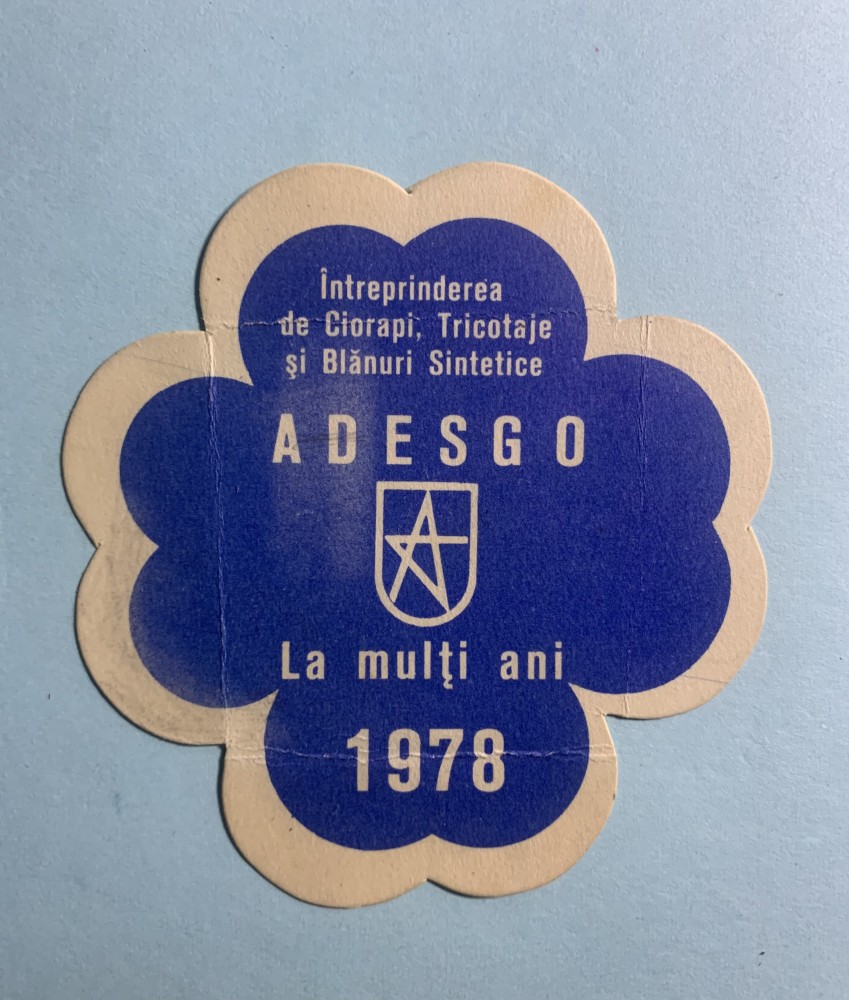 Întreprinderea
de Ciorapi, Tricotaje
şi Blănuri Sintetice
ADESGO
La mulţi ani
1978